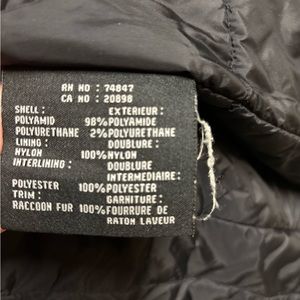 RN NO : 74847
CA NO : 20898
SHELL : EXTERIEUR :
POLYAMID 98% POLYAMIDE
POLYURETHANE 2% POLYURETHANE
LINING : DOUBLURE :
NYLON 100% NYLON
INTERLINING : DOUBLURE
INTERMEDIAIRE :
POLYESTER 100% POLYESTER
TRIM : GARNITURE :
RACCOON FUR 100% FOURRURE DE
RATON LAVEUR